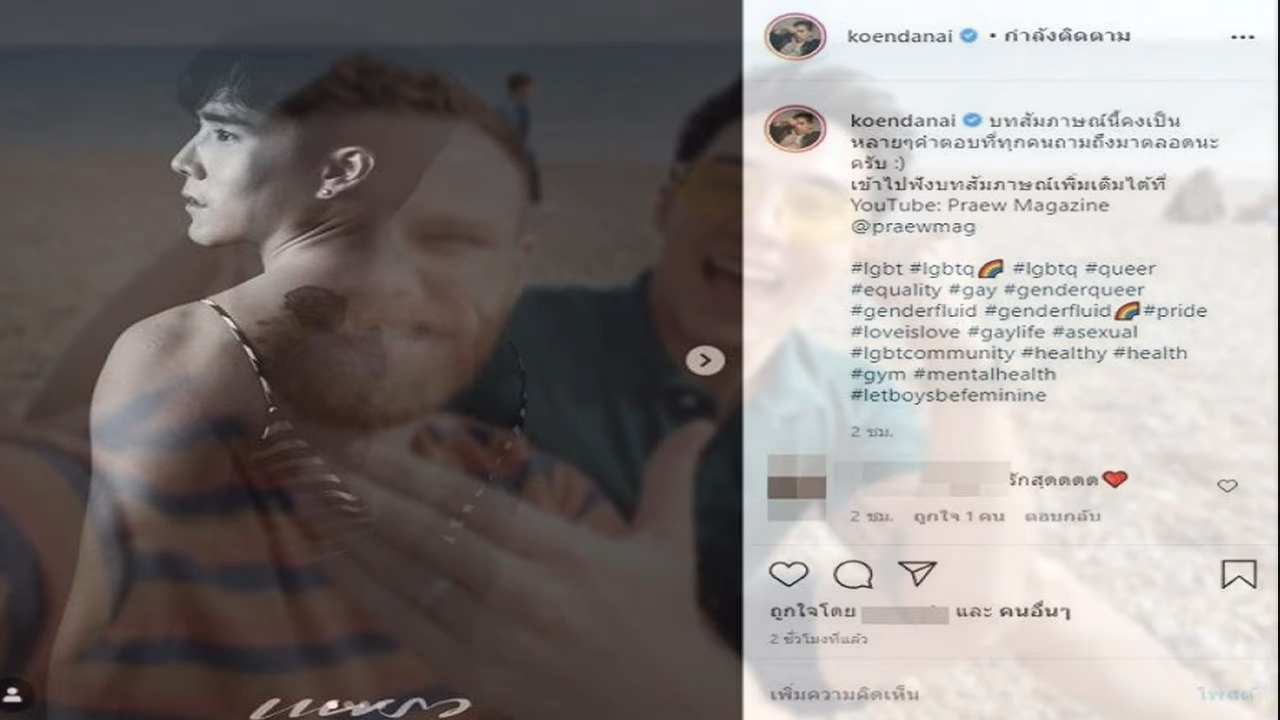 koendanai • กำลังติดตาม
koendanai บทสัมภาษณ์นี้คงเป็น
หลายๆคำตอบที่ทุกคนถามถึงมาตลอดนะ
ครับ :)
เข้าไปฟังบทสัมภาษณ์เพิ่มเติมได้ที่
YouTube: Praew Magazine
@praewmag
#lgbt #lgbtq🌈 #lgbtq #queer
#equality #gay #genderqueer
#genderfluid #genderfluid🌈#pride
#loveislove #gaylife #asexual
#lgbtcommunity #healthy #health
#gym #mentalhealth
#letboysbefeminine
2 ชม.
รักสุดดดด❤️
2 ชม. ถูกใจ 1 คน ตอบกลับ
ถูกใจโดย และ คนอื่นๆ
2 ชั่วโมงที่แล้ว
เพิ่มความคิดเห็น
โพสต์
แพรว